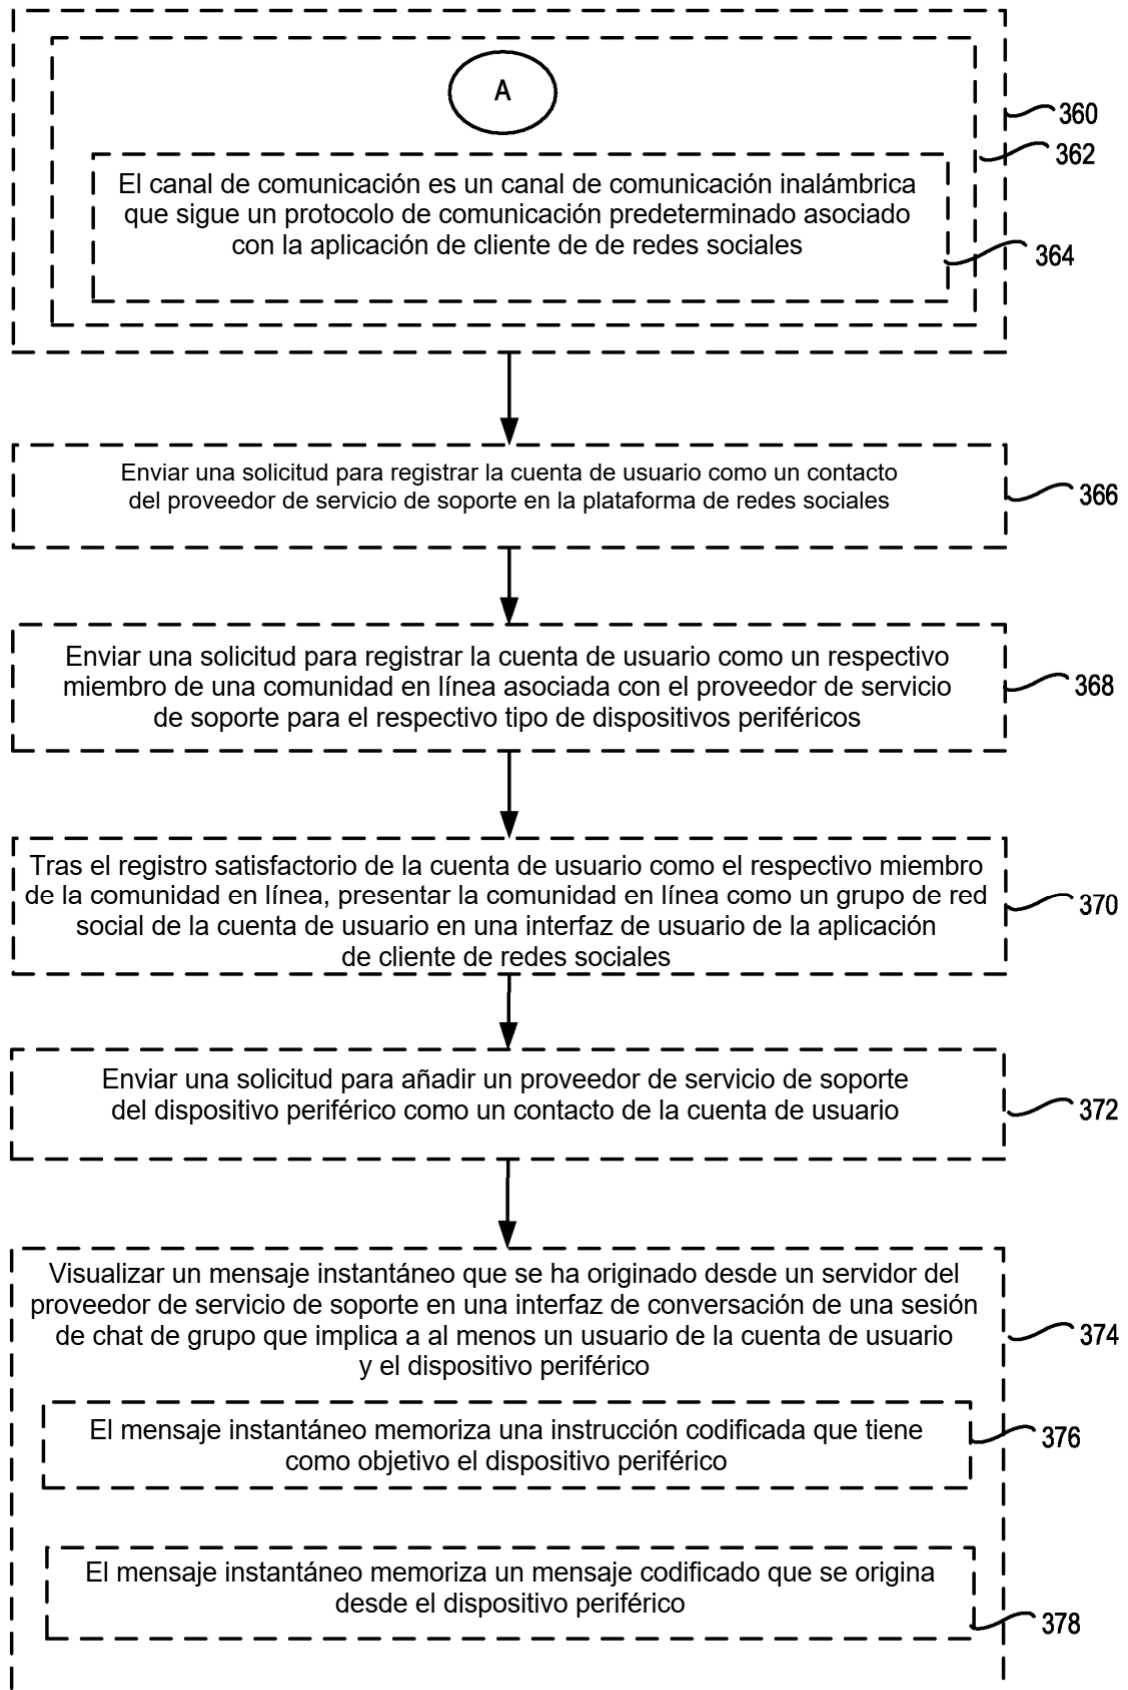 A
360
362
El canal de comunicación es un canal de comunicación inalámbrica
que sigue un protocolo de comunicación predeterminado asociado
con la aplicación de cliente de de redes sociales
364
Enviar una solicitud para registrar la cuenta de usuario como un contacto
del proveedor de servicio de soporte en la plataforma de redes sociales
366
Enviar una solicitud para registrar la cuenta de usuario como un respectivo
miembro de una comunidad en línea asociada con el proveedor de servicio
de soporte para el respectivo tipo de dispositivos periféricos
368
Tras el registro satisfactorio de la cuenta de usuario como el respectivo miembro
de la comunidad en línea, presentar la comunidad en línea como un grupo de red
social de la cuenta de usuario en una interfaz de usuario de la aplicación
de cliente de redes sociales
370
Enviar una solicitud para añadir un proveedor de servicio de soporte
del dispositivo periférico como un contacto de la cuenta de usuario
372
Visualizar un mensaje instantáneo que se ha originado desde un servidor del
proveedor de servicio de soporte en una interfaz de conversación de una sesión
de chat de grupo que implica a al menos un usuario de la cuenta de usuario
y el dispositivo periférico
374
El mensaje instantáneo memoriza una instrucción codificada que tiene
como objetivo el dispositivo periférico
376
El mensaje instantáneo memoriza un mensaje codificado que se origina
desde el dispositivo periférico
378